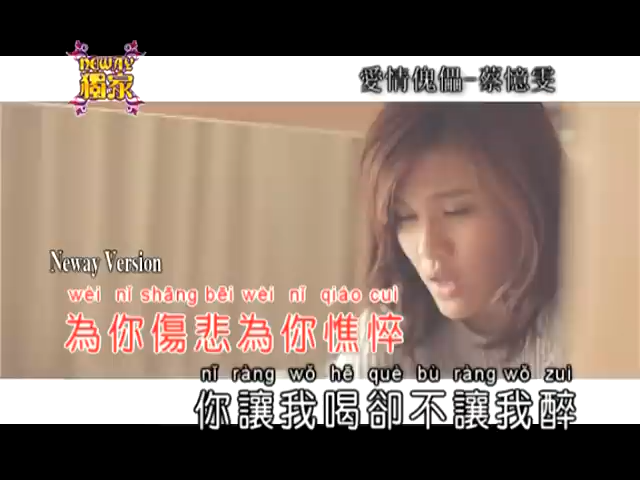 NEWAY
獨家
愛情傀儡-蔡憶雯
Neway Version
wèi nǐ shāng bēi wèi nǐ qiáo cuì
為你傷悲為你憔悴
nǐ ràng wǒ hē què bù ràng wǒ zuì
你讓我喝卻不讓我醉